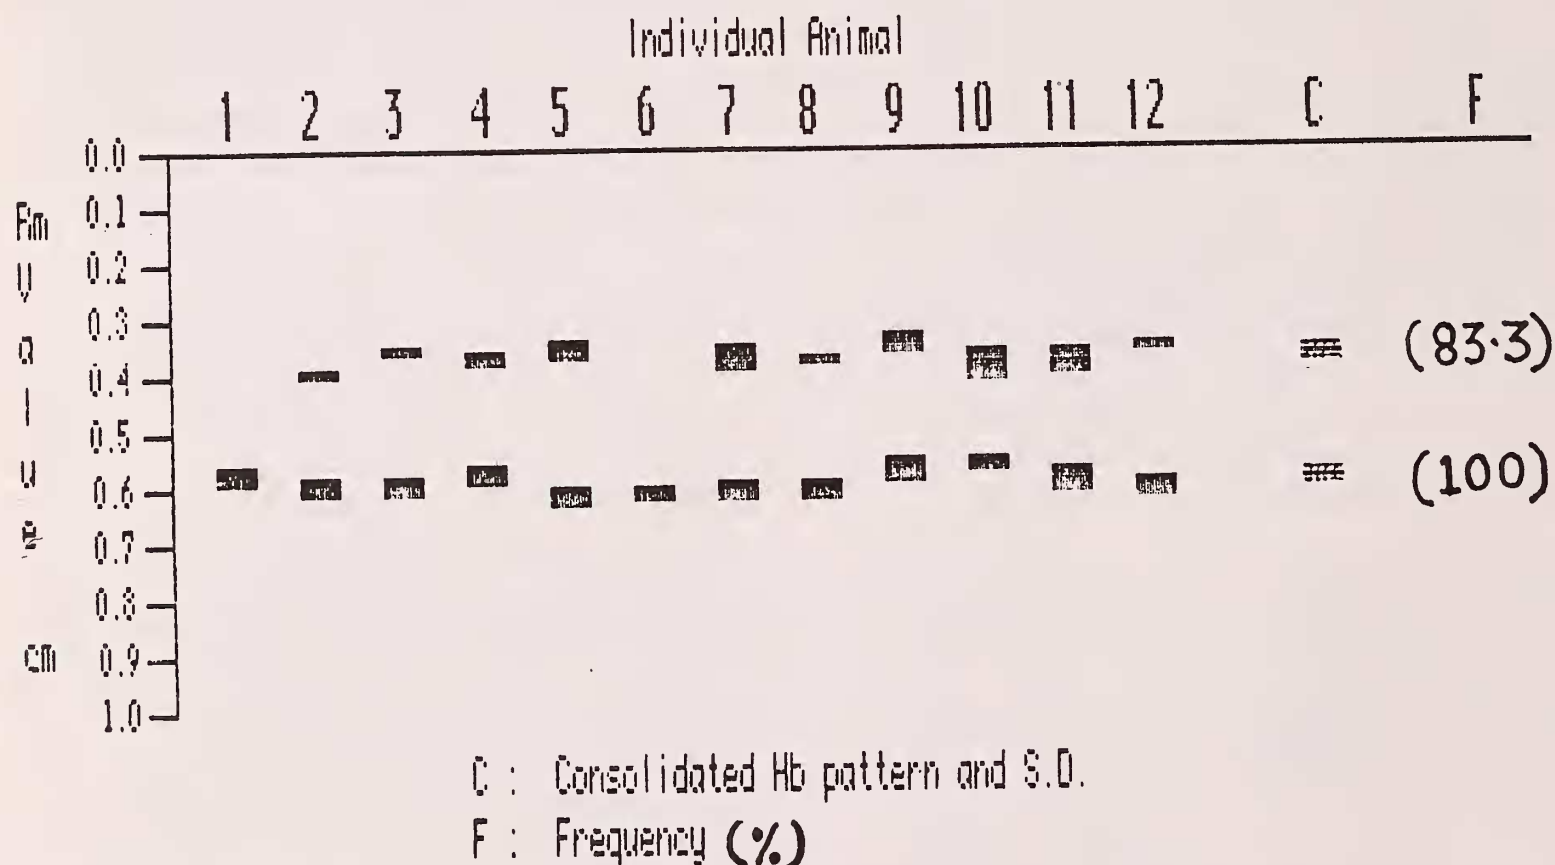 Individual Animal
1 2 3 4 5 6 7 8 9 10 11 12 C F
0.0
0.1
0.2
0.3
0.4
0.5
0.6
0.7
0.8
0.9
1.0
Rm Value cm
(83.3)
(100)
C : Consolidated Hb pattern and S.D.
F : Frequency (%)